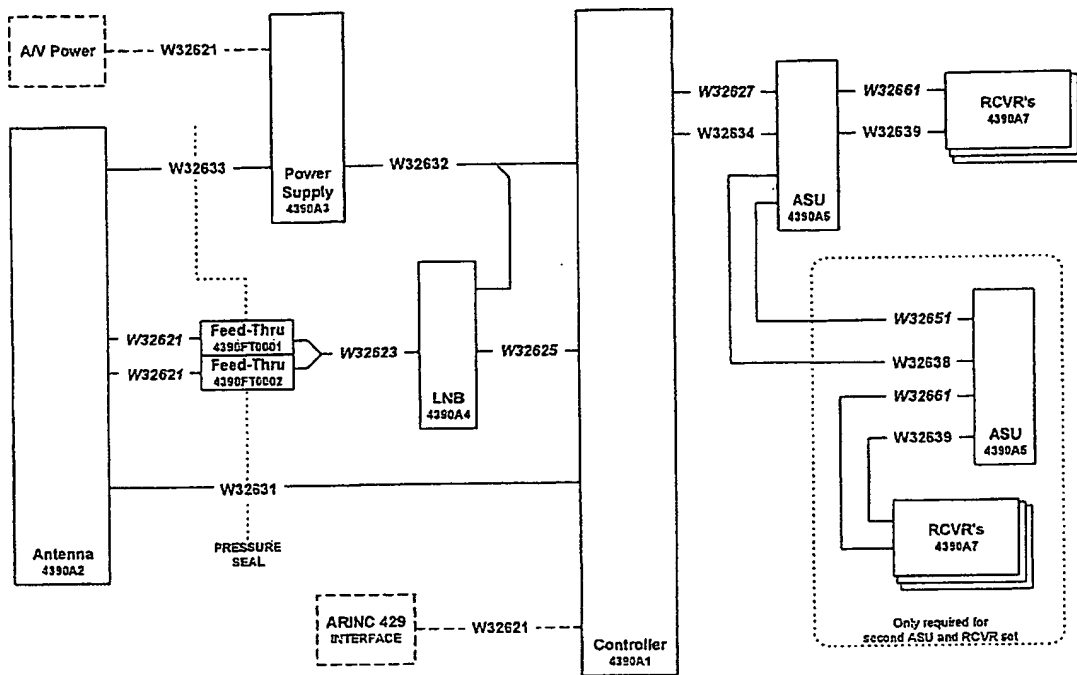 A/V Power
W32621
W32633
Power
Supply
4390A3
W32632
W32627
W32634
ASU
4390A5
W32661
W32639
RCVR's
4390A7
W32621
W32621
Feed-Thru
4390FT0001
Feed-Thru
4390FT0002
W32623
LNB
4390A4
W32625
W32651
W32638
W32661
W32639
ASU
4390A5
RCVR's
4390A7
Only required for
second ASU and RCVR set
W32631
PRESSURE
SEAL
Antenna
4390A2
ARINC 429
INTERFACE
W32621
Controller
4390A1